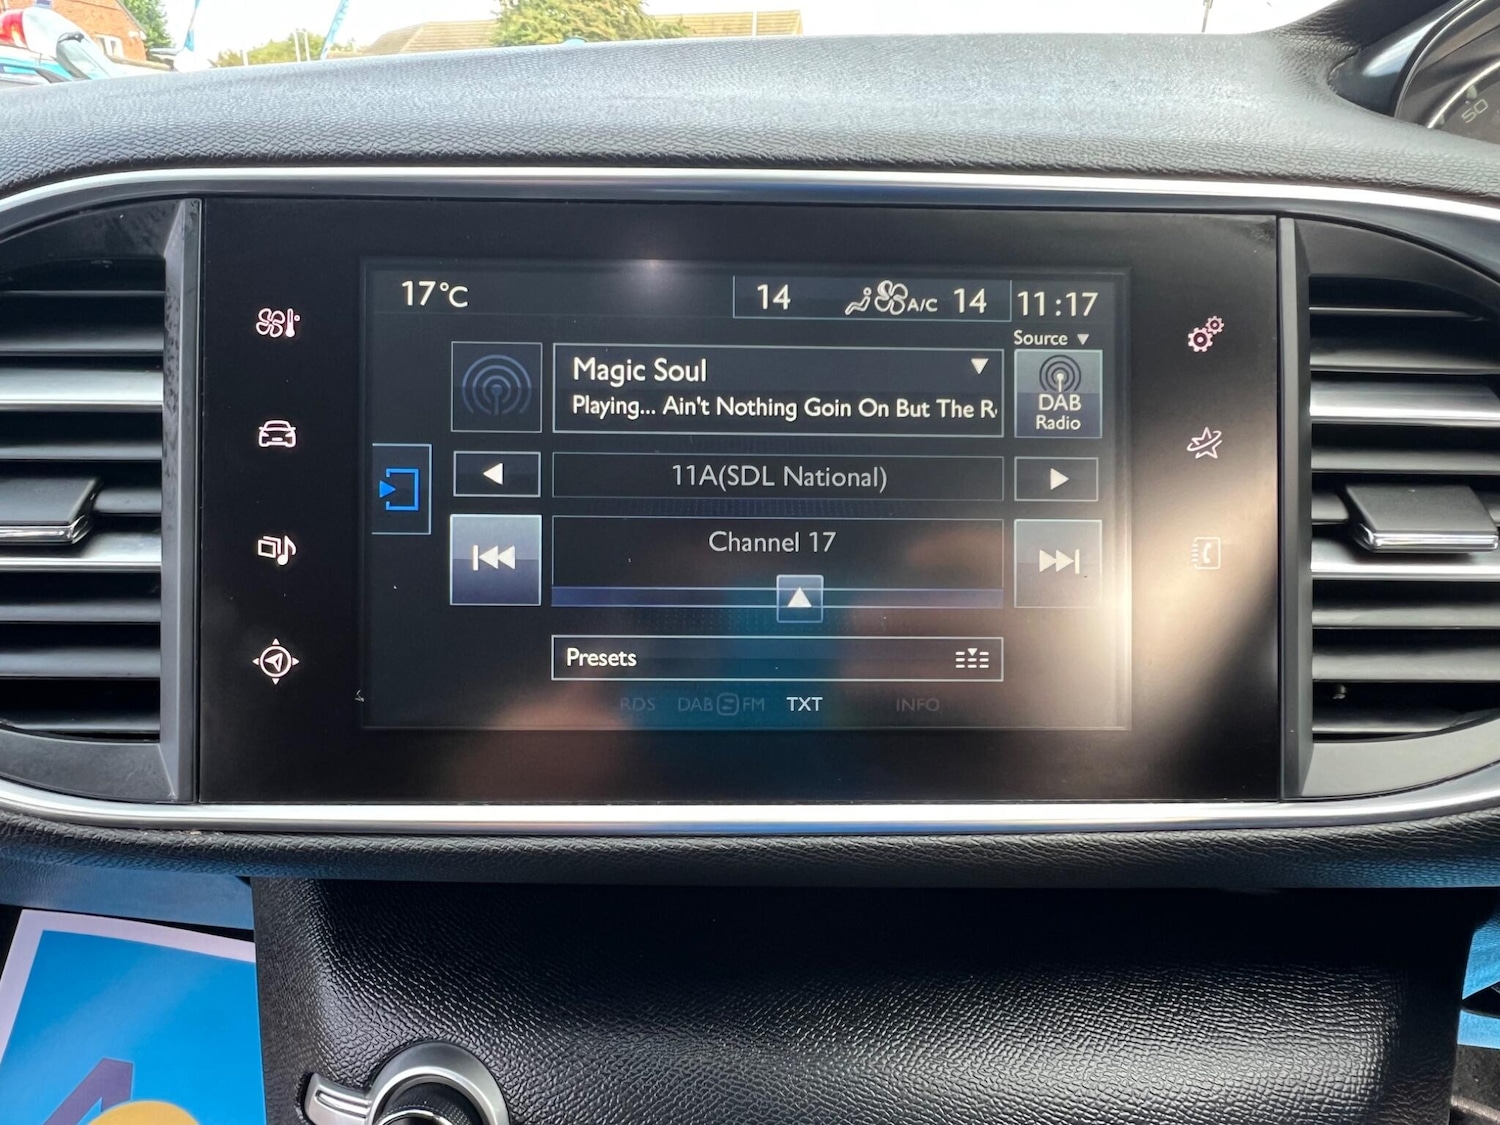 50
17°C
14 A/C 14 11:17
Source
Magic Soul
Playing... Ain't Nothing Goin On But The R
DAB
Radio
11A(SDL National)
Channel 17
Presets
RDS DAB FM TXT INFO